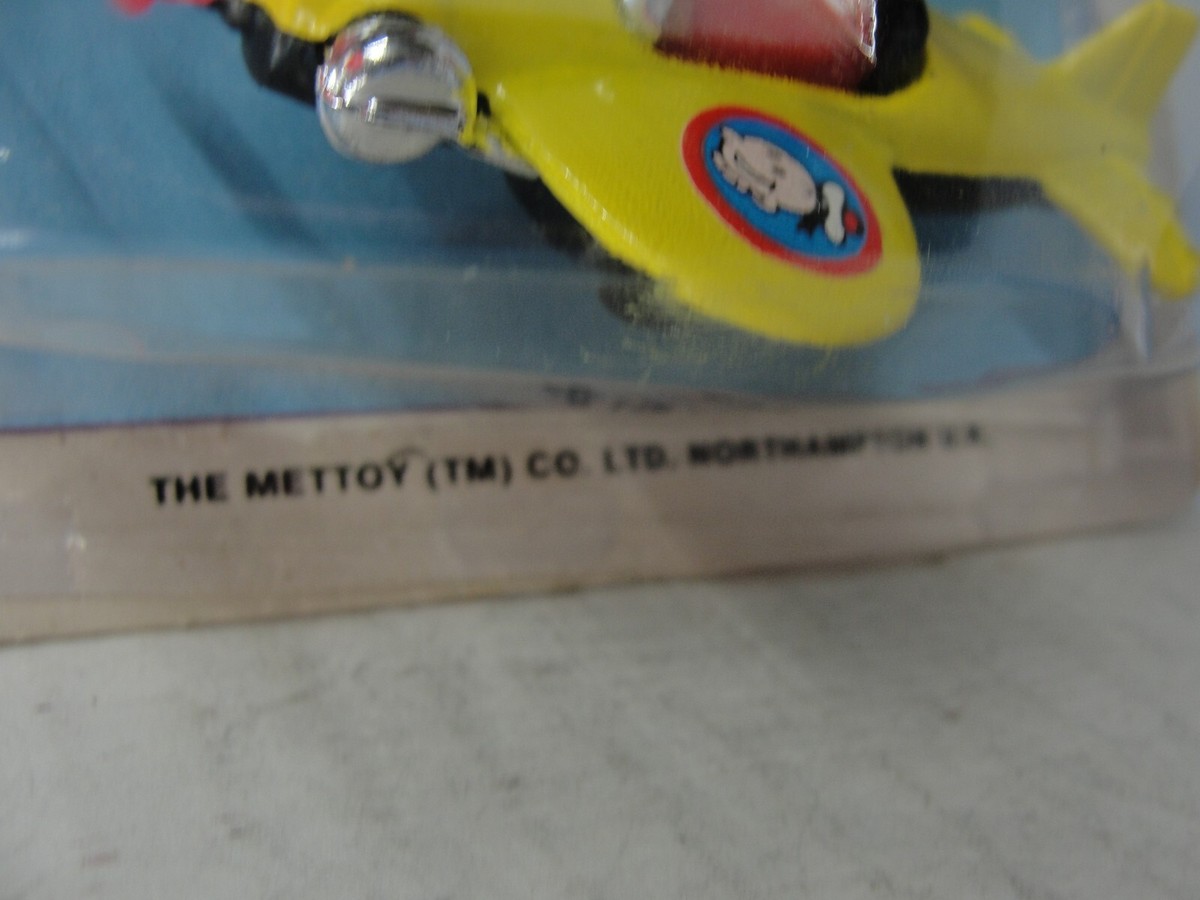 THE METTOY (TM) CO. LTD. NORTHAMPTON U.K.